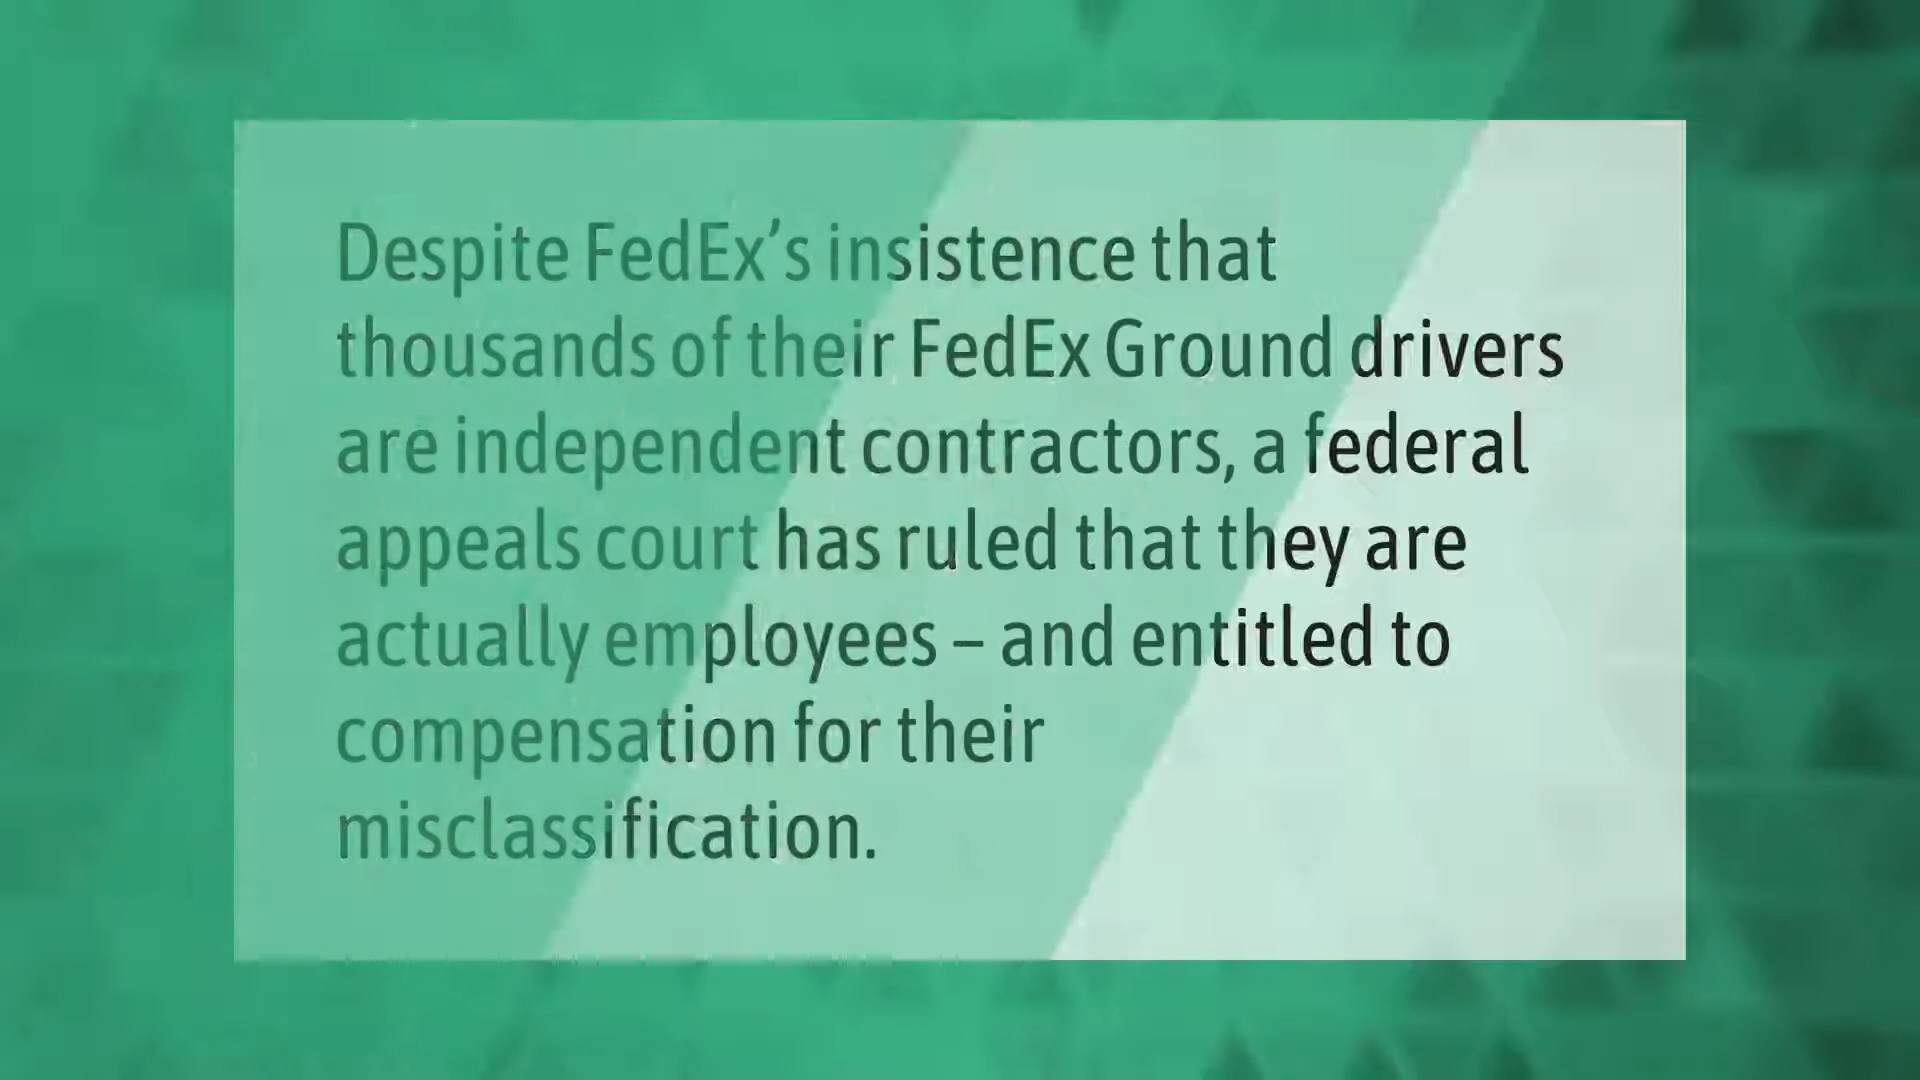 Despite FedEx’s insistence that
thousands of their FedEx Ground drivers
are independent contractors, a federal
appeals court has ruled that they are
actually employees – and entitled to
compensation for their
misclassification.